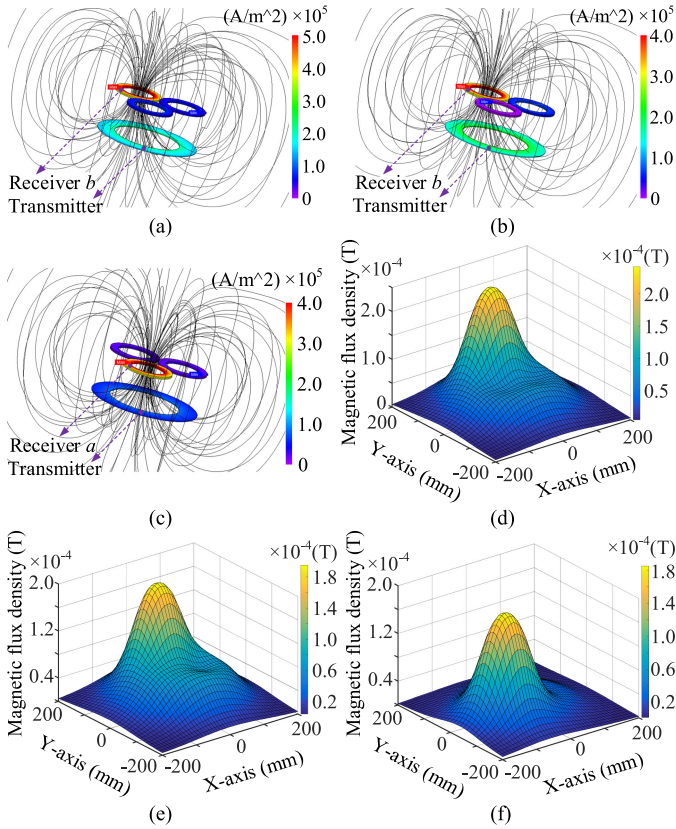 (A/m^2) ×10⁵
5.0
4.0
3.0
2.0
1.0
0
Receiver b
Transmitter
(a)
(A/m^2) ×10⁵
4.0
3.0
2.0
1.0
0
Receiver b
Transmitter
(b)
(A/m^2) ×10⁵
4.0
3.0
2.0
1.0
0
Receiver a
Transmitter
(c)
Magnetic flux density (T)
×10⁻⁴
2.0
1.0
0
200
0
-200
Y-axis (mm)
-200
0
200
X-axis (mm)
×10⁻⁴(T)
2.0
1.5
1.0
0.5
(d)
Magnetic flux density (T)
×10⁻⁴
2.0
1.2
0.4
200
0
-200
Y-axis (mm)
-200
0
200
X-axis (mm)
×10⁻⁴(T)
1.8
1.4
1.0
0.6
0.2
(e)
Magnetic flux density (T)
×10⁻⁴
2.0
1.2
0.4
200
0
-200
Y-axis (mm)
-200
0
200
X-axis (mm)
×10⁻⁴(T)
1.8
1.4
1.0
0.6
0.2
(f)